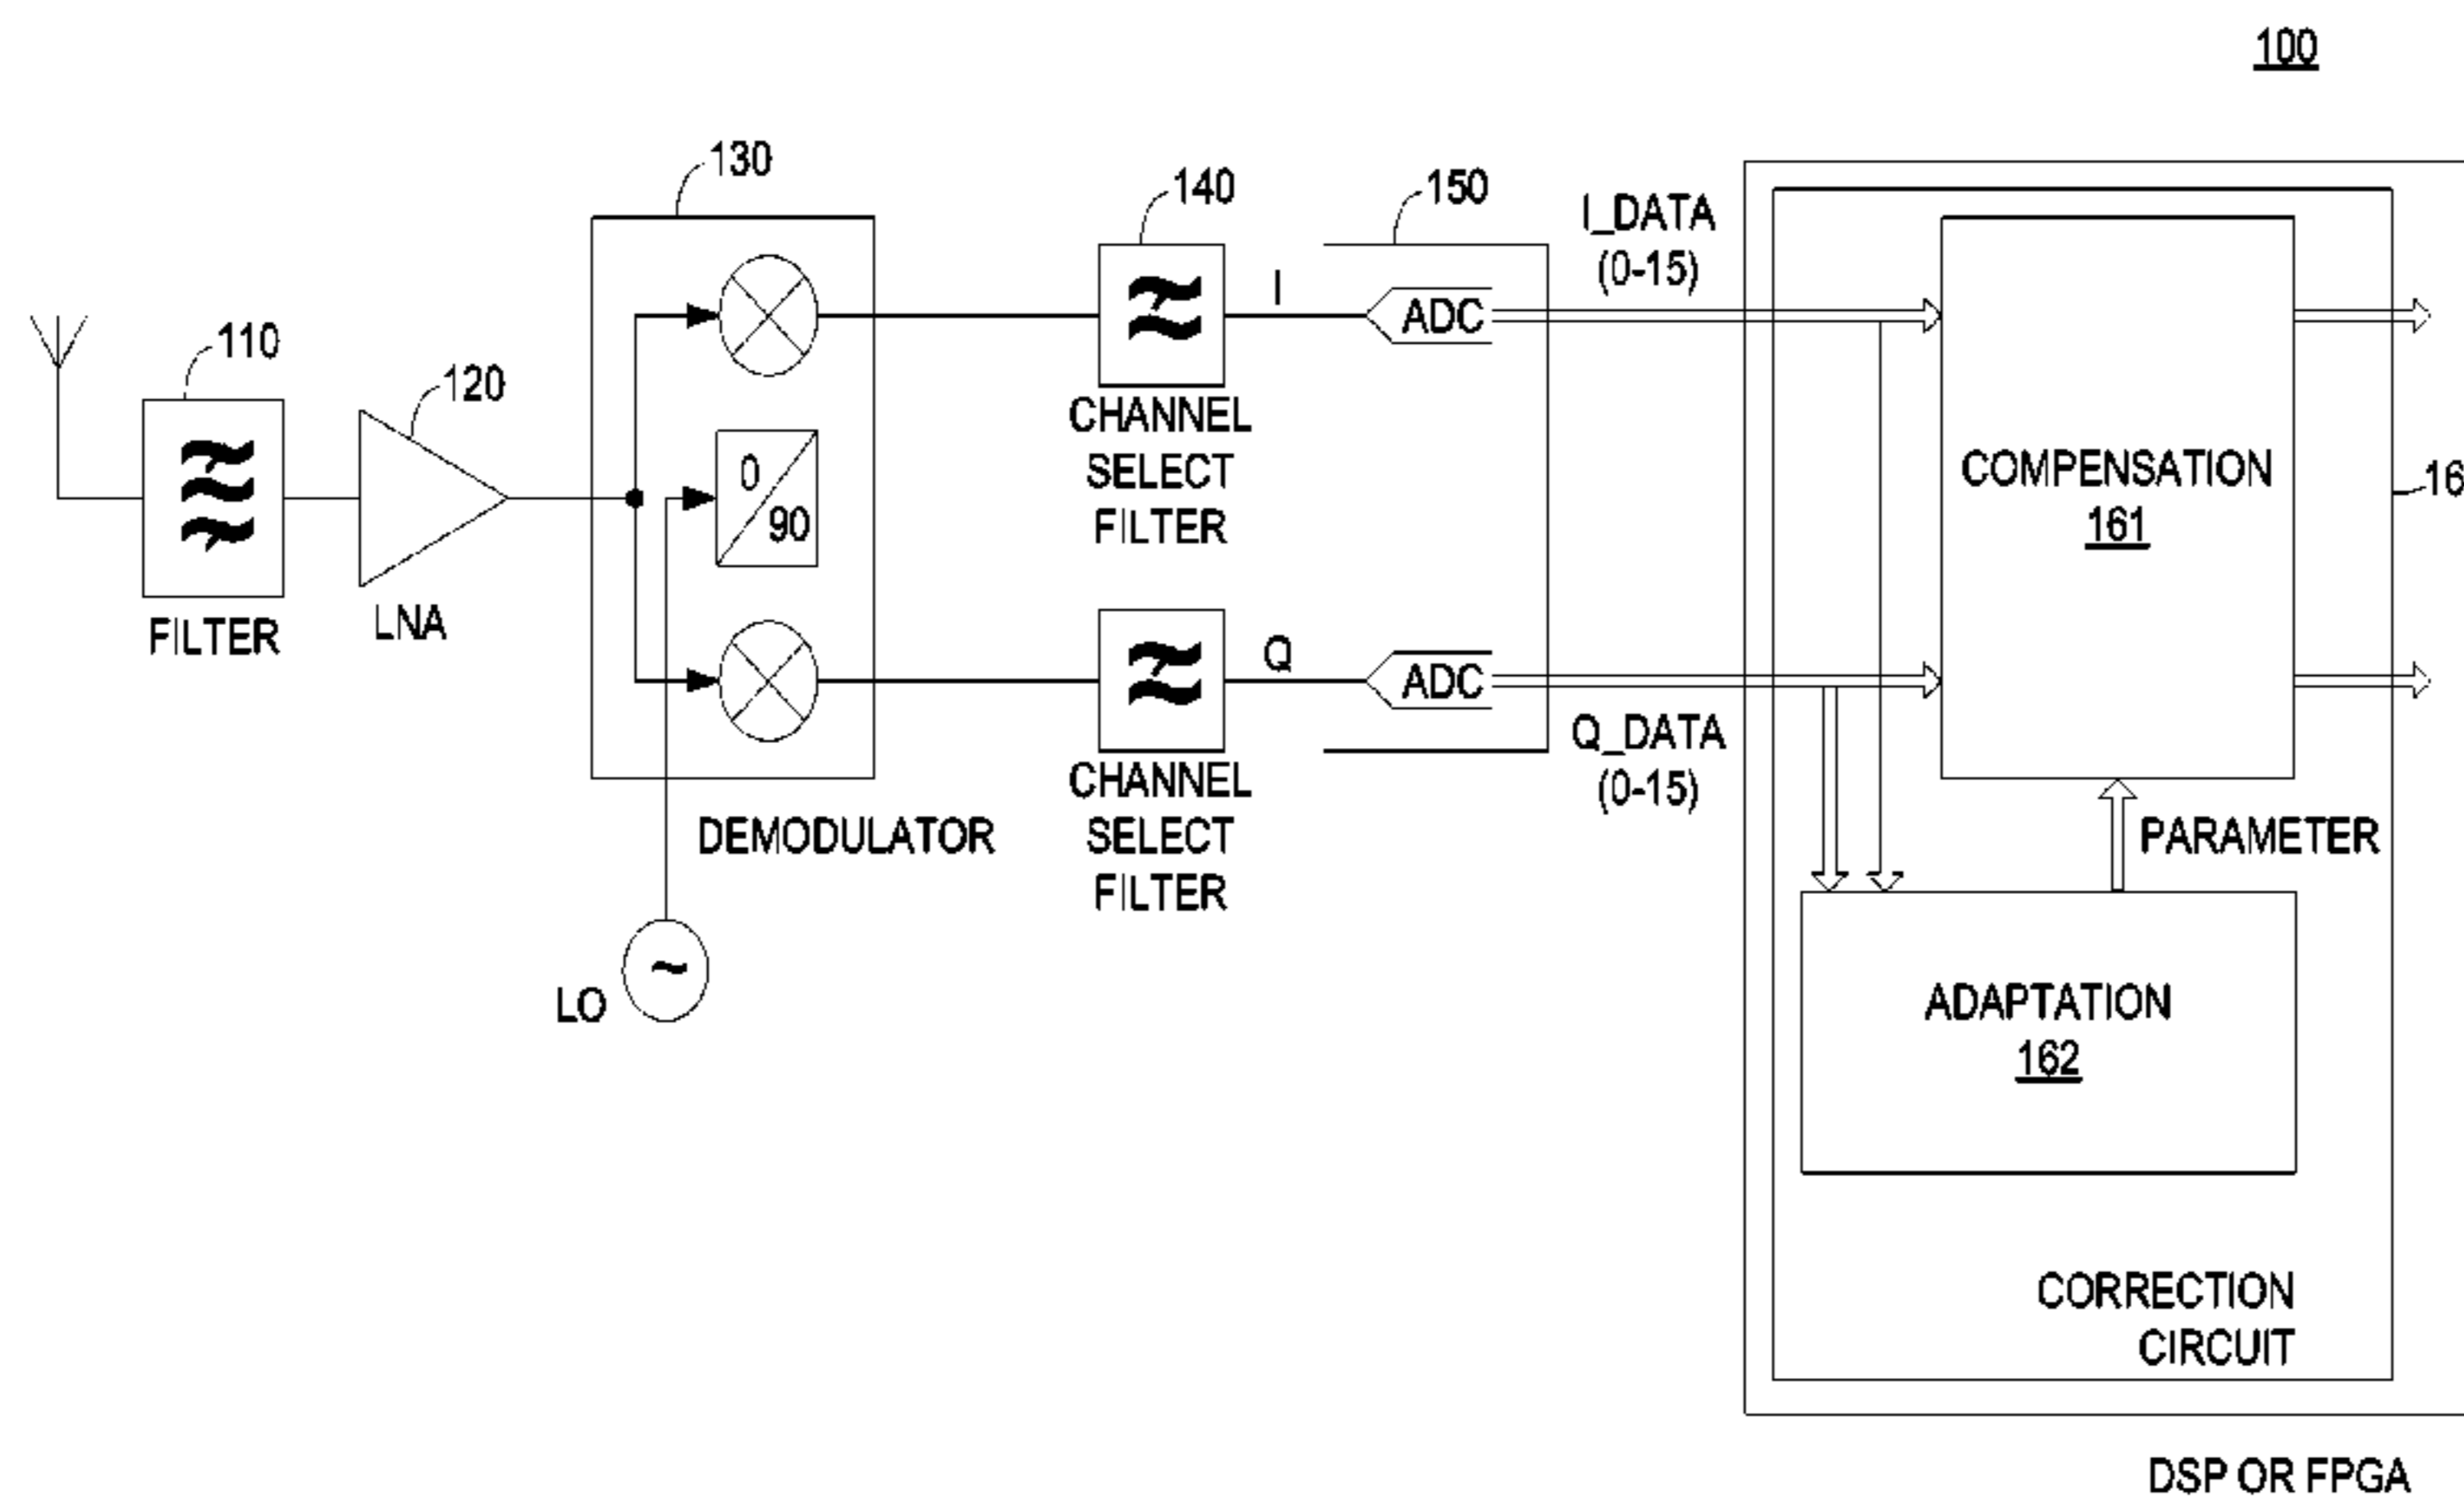 100
130
140
150
I_DATA
(0-15)
110
120
I
ADC
CHANNEL
SELECT
FILTER
0
90
COMPENSATION
161
16
FILTER
LNA
Q
ADC
Q_DATA
(0-15)
DEMODULATOR
CHANNEL
SELECT
FILTER
PARAMETER
~
LO
ADAPTATION
162
CORRECTION
CIRCUIT
DSP OR FPGA